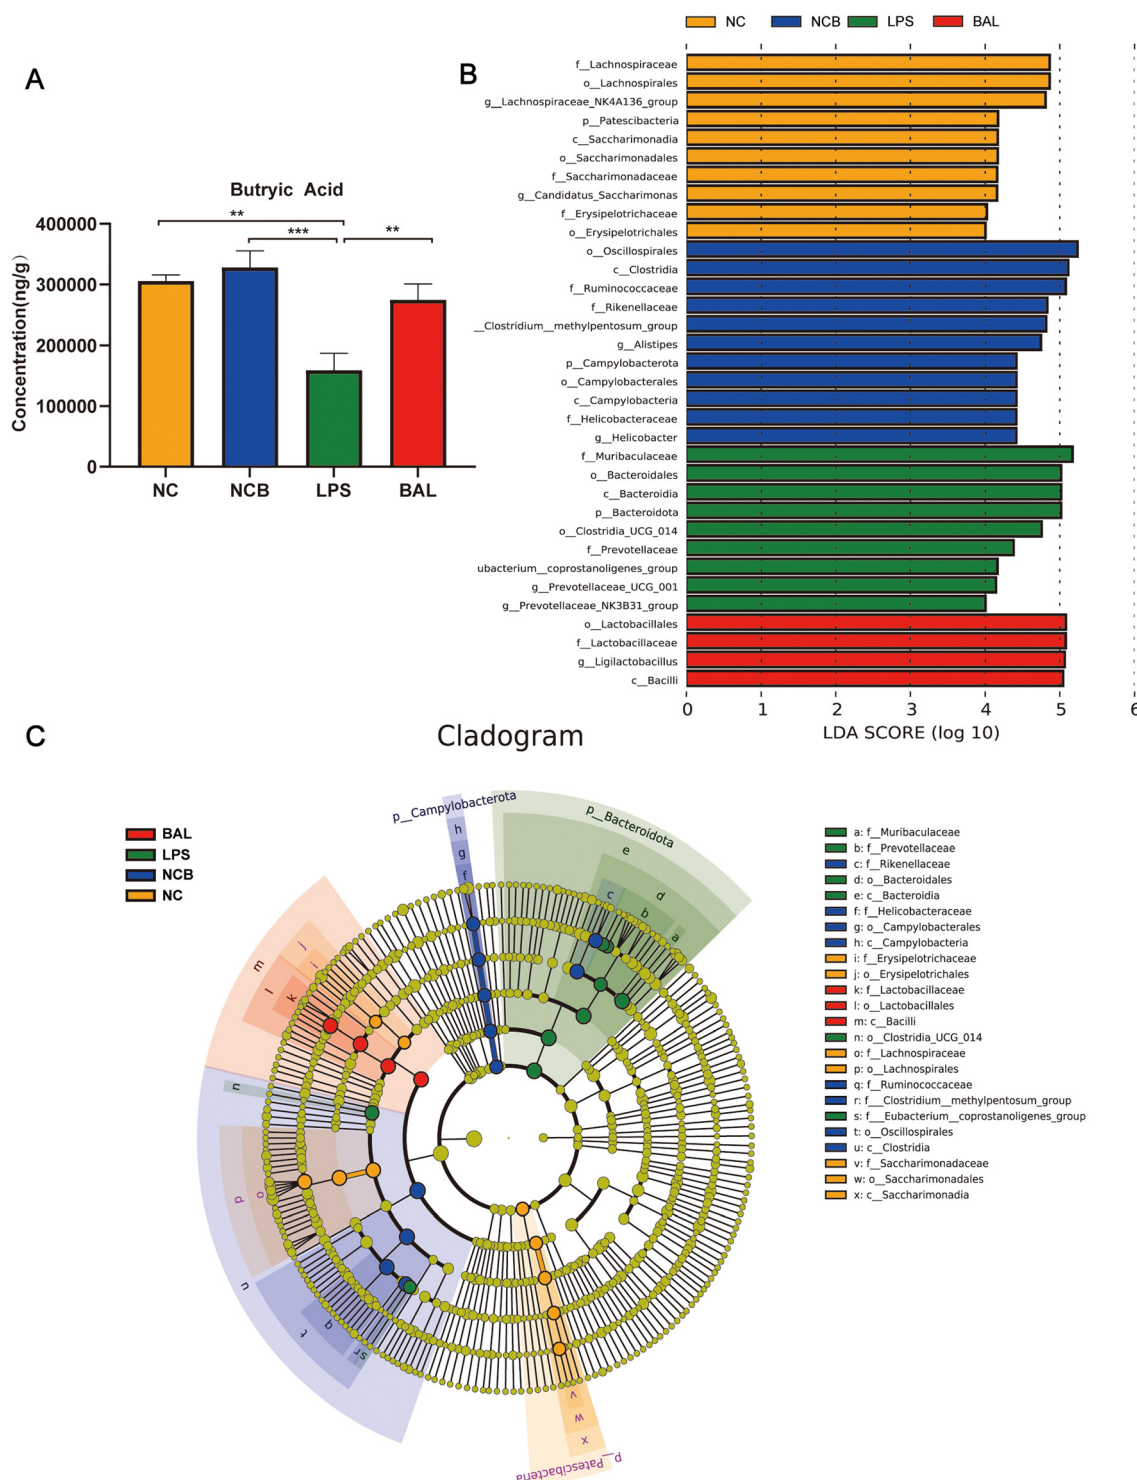 NC NCB LPS BAL
A
B
Butryic Acid
Concentration(ng/g)
400000
300000
200000
100000
0
** *** **
NC NCB LPS BAL
f__Lachnospiraceae
o__Lachnospirales
g__Lachnospiraceae_NK4A136_group
p__Patescibacteria
c__Saccharimonadia
o__Saccharimonadales
f__Saccharimonadaceae
g__Candidatus_Saccharimonas
f__Erysipelotrichaceae
o__Erysipelotrichales
o__Oscillospirales
c__Clostridia
f__Ruminococcaceae
f__Rikenellaceae
__Clostridium__methylpentosum_group
g__Alistipes
p__Campylobacterota
o__Campylobacterales
c__Campylobacteria
f__Helicobacteraceae
g__Helicobacter
f__Muribaculaceae
o__Bacteroidales
c__Bacteroidia
p__Bacteroidota
o__Clostridia_UCG_014
f__Prevotellaceae
ubacterium__coprostanoligenes_group
g__Prevotellaceae_UCG_001
g__Prevotellaceae_NK3B31_group
o__Lactobacillales
f__Lactobacillaceae
g__Ligilactobacillus
c__Bacilli
0 1 2 3 4 5 6
LDA SCORE (log 10)
C
Cladogram
BAL
LPS
NCB
NC
p__Campylobacterota
h
g
f
p__Bacteroidota
e
d
c
b
a
m
l
k
j
i
n
p
o
u
t
q
r
s
v
w
x
p__Patescibacteria
a: f__Muribaculaceae
b: f__Prevotellaceae
c: f__Rikenellaceae
d: o__Bacteroidales
e: c__Bacteroidia
f: f__Helicobacteraceae
g: o__Campylobacterales
h: c__Campylobacteria
i: f__Erysipelotrichaceae
j: o__Erysipelotrichales
k: f__Lactobacillaceae
l: o__Lactobacillales
m: c__Bacilli
n: o__Clostridia_UCG_014
o: f__Lachnospiraceae
p: o__Lachnospirales
q: f__Ruminococcaceae
r: f___Clostridium__methylpentosum_group
s: f___Eubacterium__coprostanoligenes_group
t: o__Oscillospirales
u: c__Clostridia
v: f__Saccharimonadaceae
w: o__Saccharimonadales
x: c__Saccharimonadia